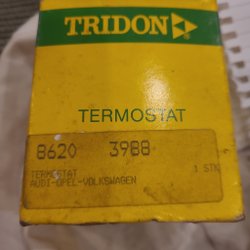 TRIDON
TERMOSTAT
8620 3988
TERMOSTAT 1 STK
AUDI-OPEL-VOLKSWAGEN